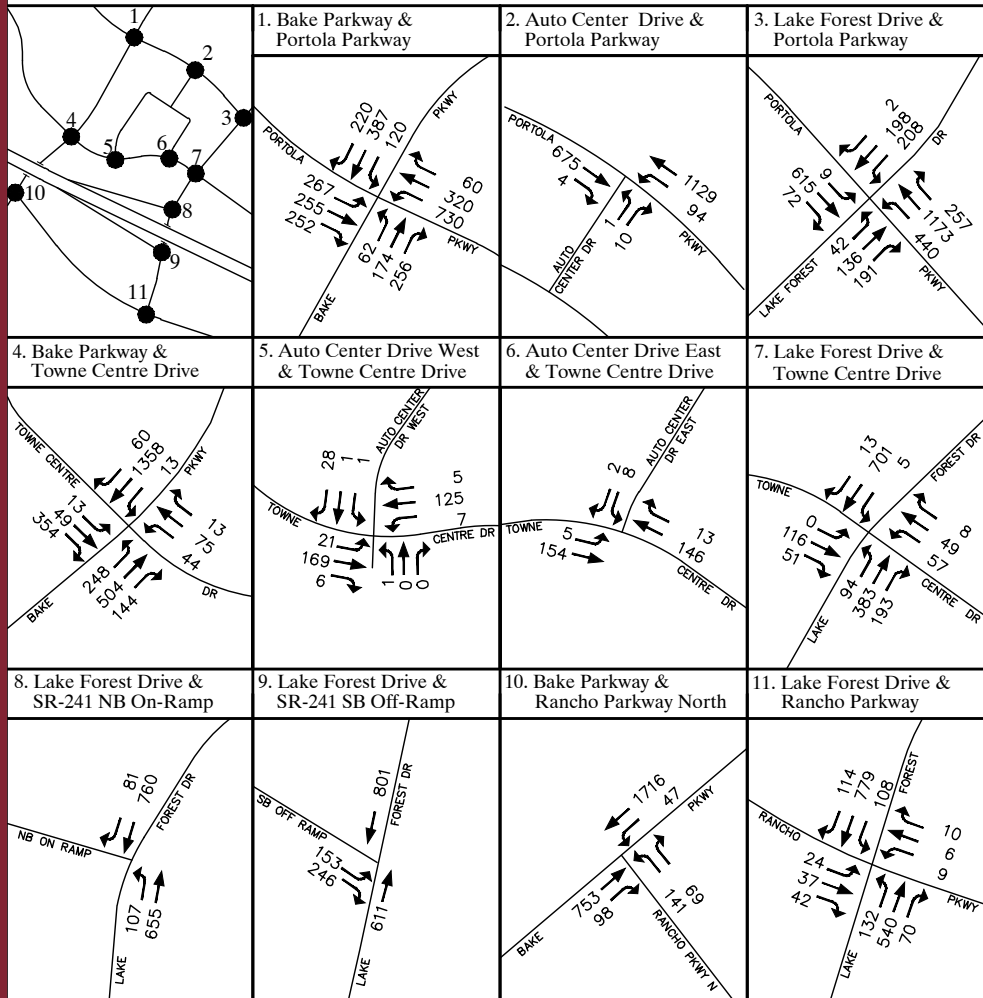 1
2
3
4
5
6
7
8
9
10
11
1. Bake Parkway &
Portola Parkway
PORTOLA
PKWY
220
387
120
267
255
252
60
320
730
62
174
256
PKWY
BAKE
2. Auto Center Drive &
Portola Parkway
PORTOLA
675
4
1129
94
1
10
PKWY
AUTO
CENTER DR
3. Lake Forest Drive &
Portola Parkway
PORTOLA
DR
2
198
208
9
615
72
257
1173
440
42
136
191
LAKE FOREST
PKWY
4. Bake Parkway &
Towne Centre Drive
TOWNE CENTRE
PKWY
60
1358
13
13
49
354
13
75
44
248
504
144
BAKE
DR
5. Auto Center Drive West
& Towne Centre Drive
AUTO CENTER
DR WEST
28
1
1
5
125
7
TOWNE
CENTRE DR
21
169
6
1
0
0
6. Auto Center Drive East
& Towne Centre Drive
AUTO CENTER
DR EAST
2
8
TOWNE
5
154
13
146
CENTRE DR
7. Lake Forest Drive &
Towne Centre Drive
TOWNE
FOREST DR
13
701
5
0
116
51
8
49
57
94
383
193
LAKE
CENTRE DR
8. Lake Forest Drive &
SR-241 NB On-Ramp
81
760
FOREST DR
NB ON RAMP
107
655
LAKE
9. Lake Forest Drive &
SR-241 SB Off-Ramp
801
FOREST DR
SB OFF RAMP
153
246
611
LAKE
10. Bake Parkway &
Rancho Parkway North
1716
47
PKWY
753
98
69
141
BAKE
RANCHO PKWY N
11. Lake Forest Drive &
Rancho Parkway
FOREST
114
779
108
RANCHO
10
6
9
24
37
42
132
540
70
PKWY
LAKE